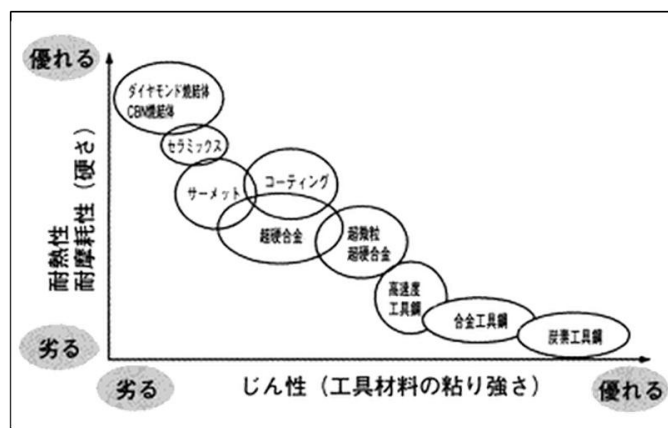 優れる
ダイヤモンド焼結体
CBN焼結体
セラミックス
サーメット
コーティング
超硬合金
超微粒
超硬合金
高速度
工具鋼
合金工具鋼
炭素工具鋼
耐熱性
耐摩耗性（硬さ）
劣る
劣る
じん性（工具材料の粘り強さ）
優れる